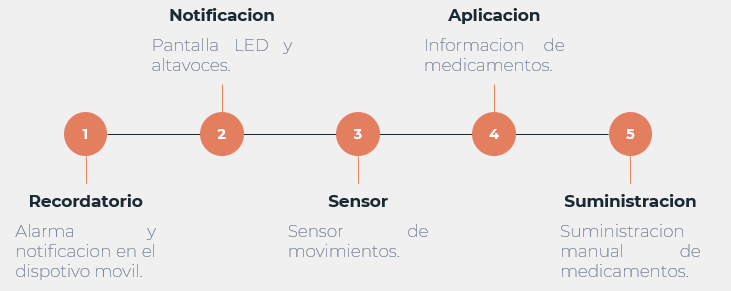 Notificacion
Pantalla LED y
altavoces.
Aplicacion
Informacion de
medicamentos.
1
2
3
4
5
Recordatorio
Alarma y
notificacion en el
dispotivo movil.
Sensor
Sensor de
movimientos.
Suministracion
Suministracion
manual de
medicamentos.